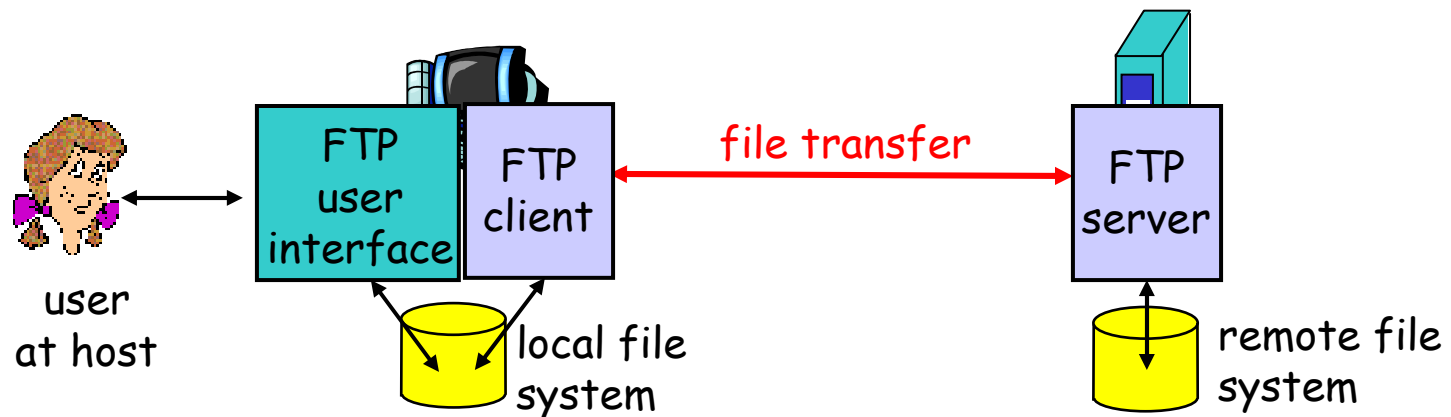 FTP
user
interface
FTP
client
file transfer
FTP
server
user
at host
local file
system
remote file
system